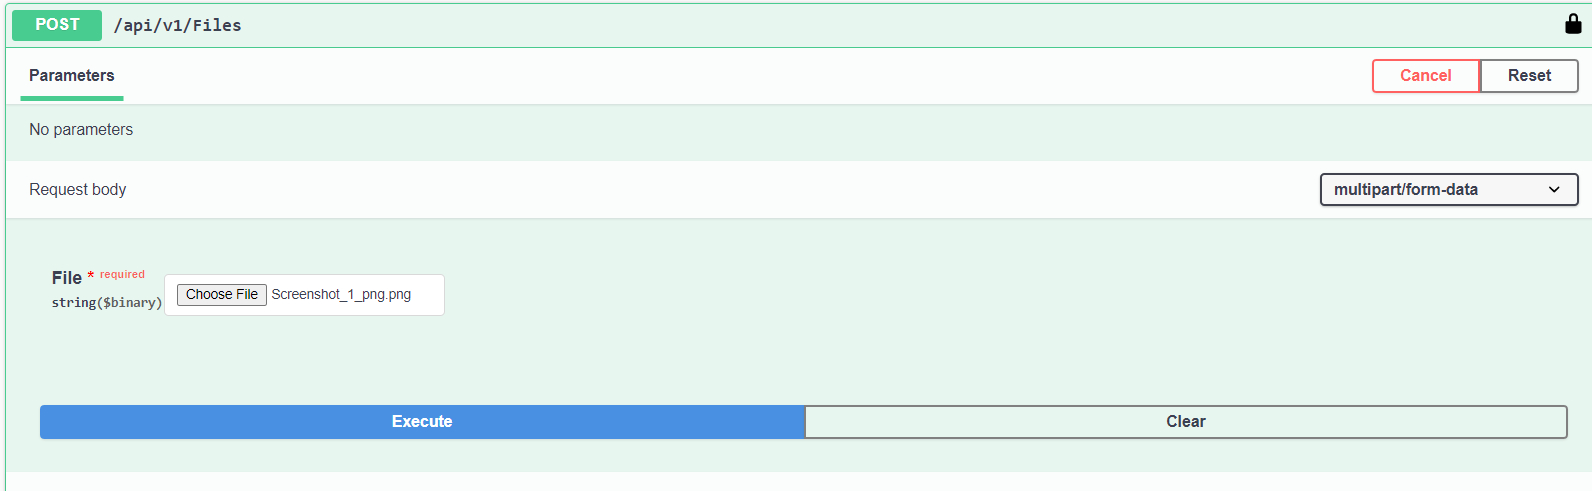 POST /api/v1/Files
Parameters Cancel Reset
No parameters
Request body multipart/form-data
File * required
string($binary) Choose File Screenshot_1_png.png
Execute Clear